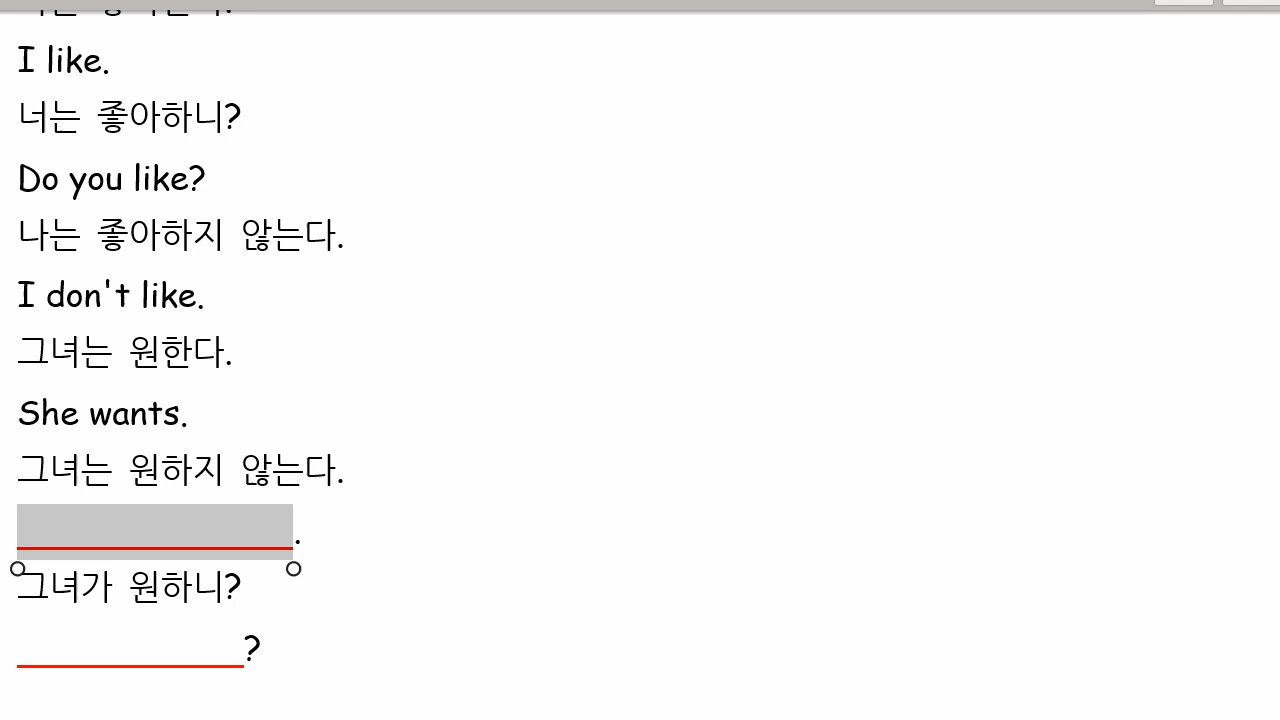 I like.
너는 좋아하니?
Do you like?
나는 좋아하지 않는다.
I don't like.
그녀는 원한다.
She wants.
그녀는 원하지 않는다.
.
그녀가 원하니?
?